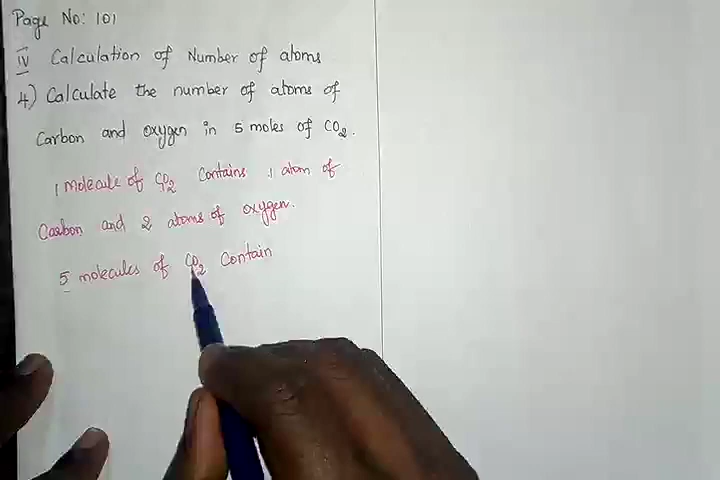 Page No: 101
IV Calculation of Number of atoms
4) Calculate the number of atoms of
Carbon and oxygen in 5 moles of CO2.
1 molecule of CO2 Contains 1 atom of
Carbon and 2 atoms of oxygen.
5 molecules of CO2 Contain